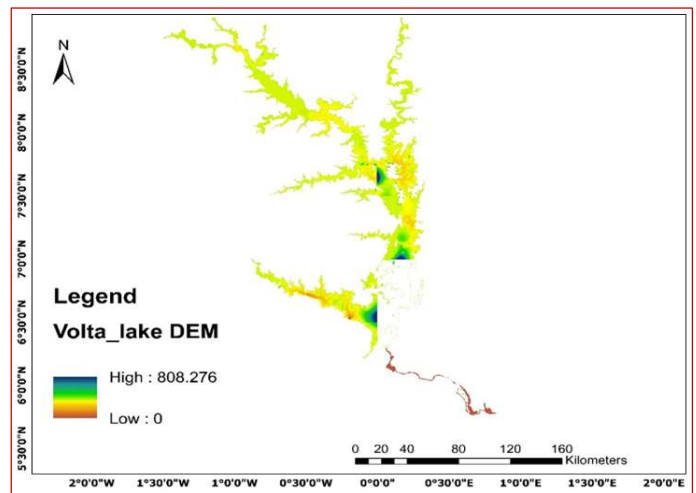 N
8°30'0"N
8°0'0"N
7°30'0"N
7°0'0"N
6°30'0"N
6°0'0"N
5°30'0"N
Legend
Volta_lake DEM
High : 808.276
Low : 0
0 20 40 80 120 160
Kilometers
2°0'0"W 1°30'0"W 1°0'0"W 0°30'0"W 0°0'0" 0°30'0"E 1°0'0"E 1°30'0"E 2°0'0"E